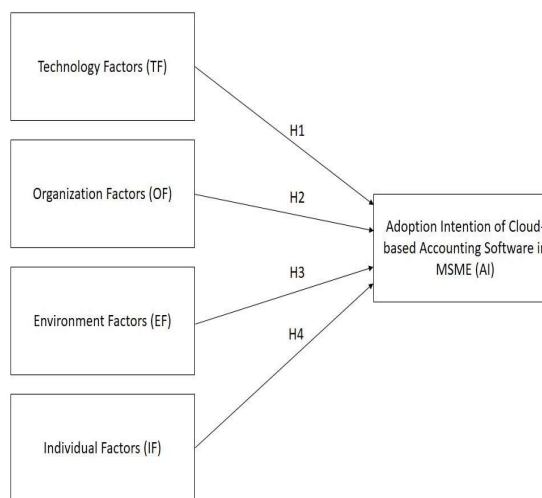 Technology Factors (TF)
H1
Organization Factors (OF)
H2
Adoption Intention of Cloud-
based Accounting Software in
MSME (AI)
H3
Environment Factors (EF)
H4
Individual Factors (IF)